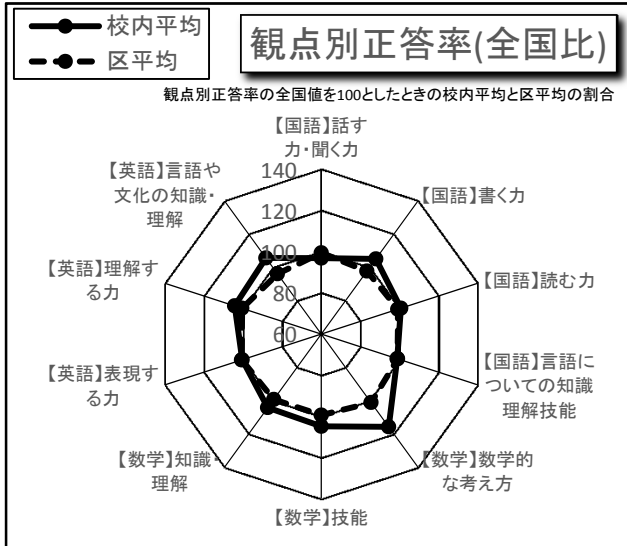 校内平均
区平均
観点別正答率(全国比)
観点別正答率の全国値を100としたときの校内平均と区平均の割合
【国語】話す
力・聞く力
【国語】書く力
【国語】読む力
【国語】言語に
ついての知識
理解技能
【数学】数学的
な考え方
【数学】技能
【数学】知識・
理解
【英語】表現す
る力
【英語】理解す
る力
【英語】言語や
文化の知識・
理解
140
120
100
80
60